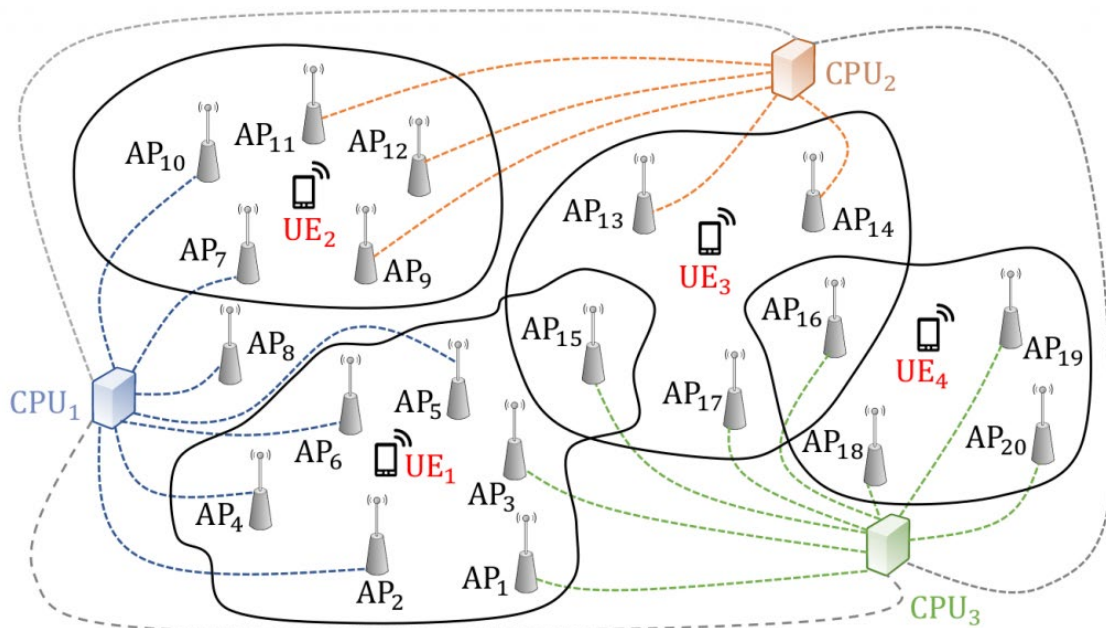 CPU₂
AP₁₁
AP₁₀
AP₁₂
UE₂
AP₁₃
AP₁₄
AP₇
AP₉
UE₃
AP₈
AP₁₅
AP₁₆
AP₁₉
UE₄
CPU₁
AP₅
AP₁₇
AP₆
UE₁
AP₁₈
AP₂₀
AP₃
AP₄
AP₂
AP₁
CPU₃